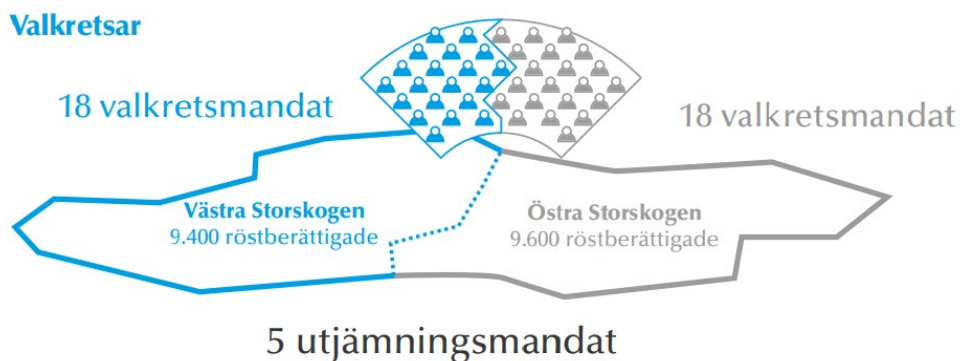 Valkretsar
18 valkretsmandat
18 valkretsmandat
Västra Storskogen
9.400 röstberättigade
Östra Storskogen
9.600 röstberättigade
5 utjämningsmandat